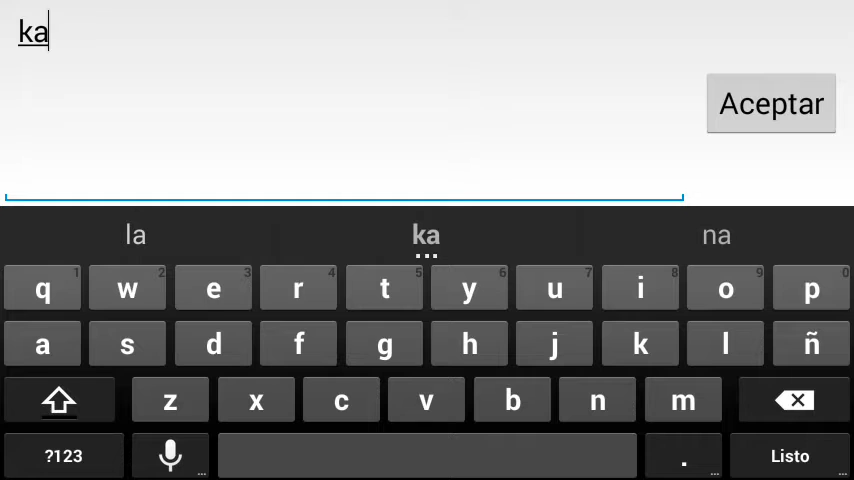 ka
Aceptar
la ka na
q 1 w 2 e 3 r 4 t 5 y 6 u 7 i 8 o 9 p 0
a s d f g h j k l ñ
z x c v b n m
?123 ... . ... Listo ...